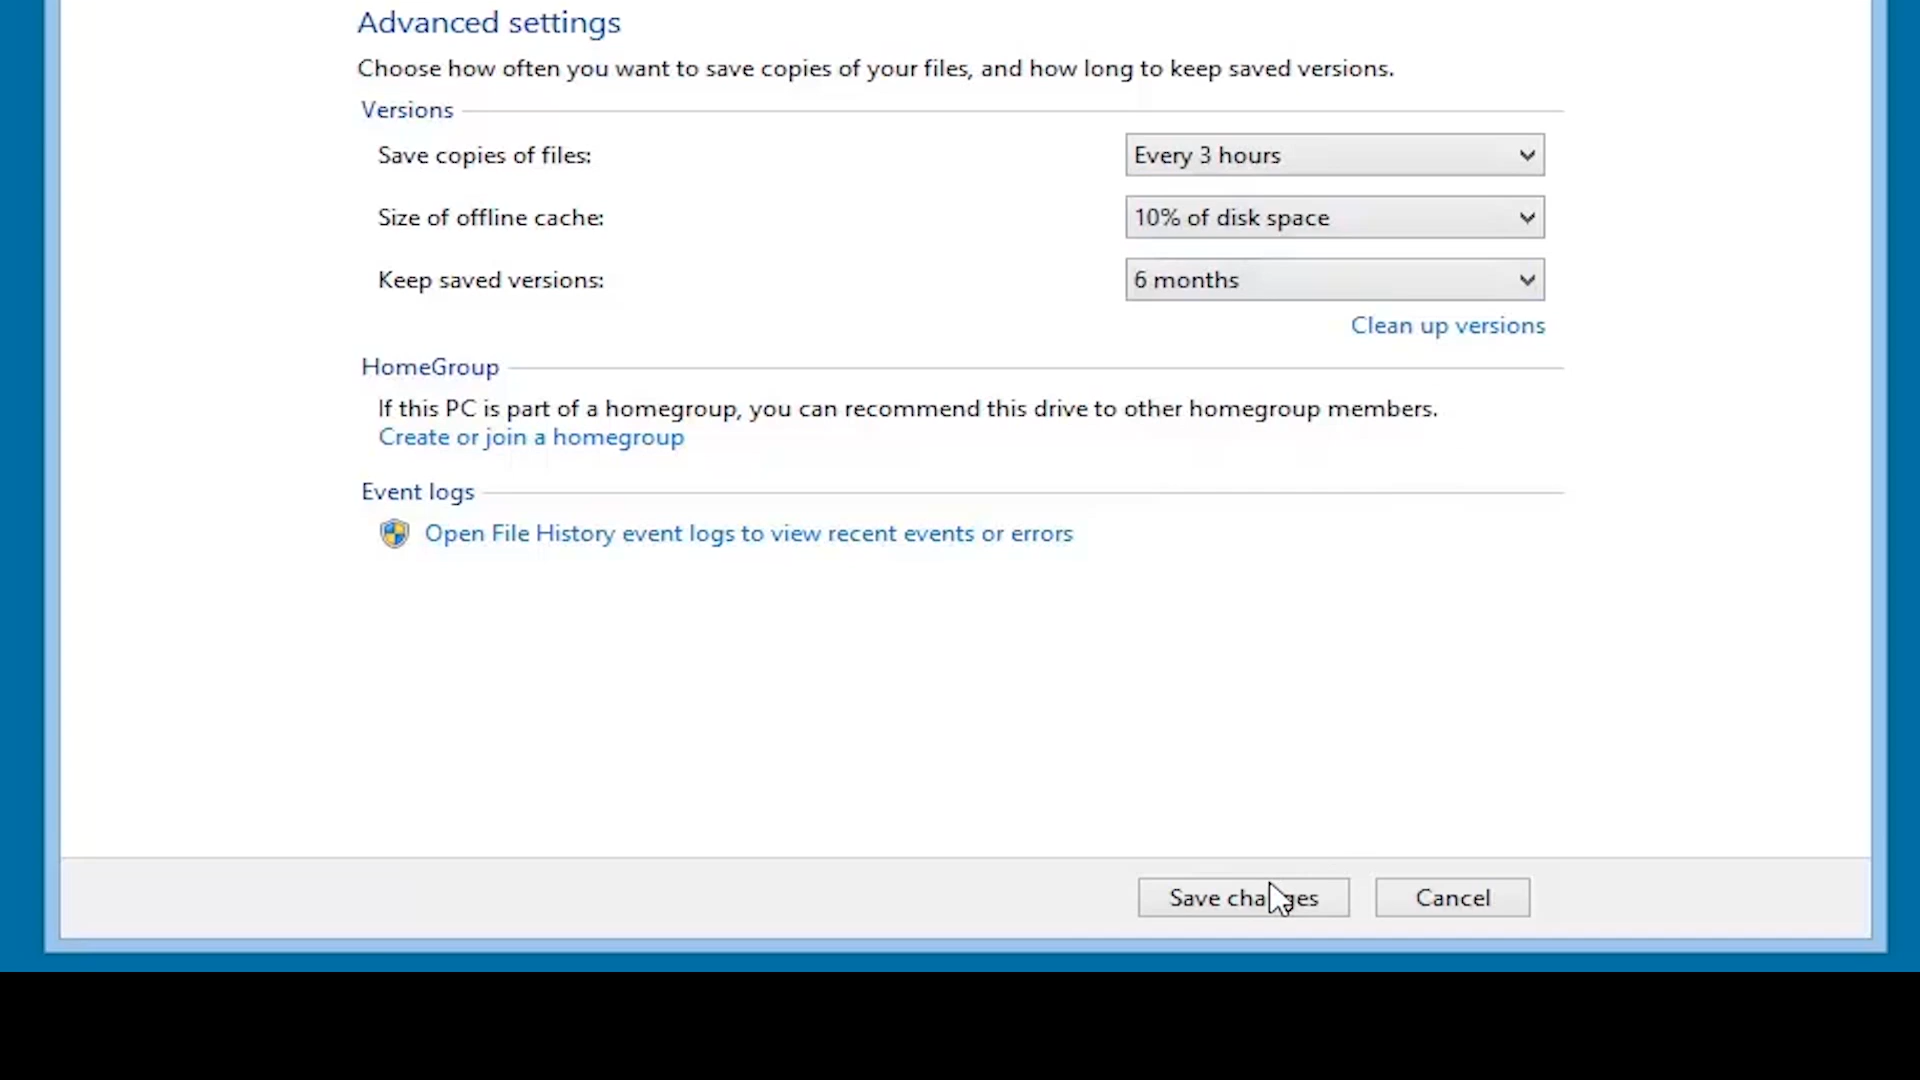 Advanced settings
Choose how often you want to save copies of your files, and how long to keep saved versions.
Versions
Save copies of files:
Every 3 hours
Size of offline cache:
10% of disk space
Keep saved versions:
6 months
Clean up versions
HomeGroup
If this PC is part of a homegroup, you can recommend this drive to other homegroup members.
Create or join a homegroup
Event logs
Open File History event logs to view recent events or errors
Save changes
Cancel